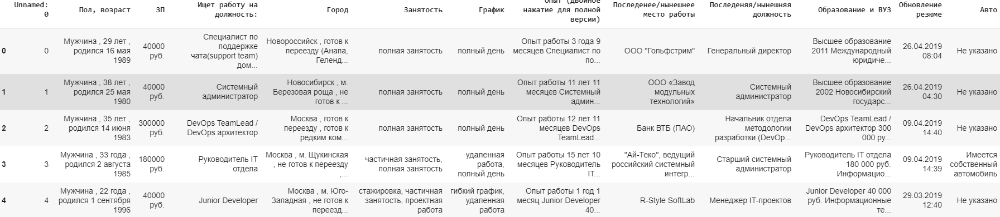 Unnamed: 0
Пол, возраст
ЗП
Ищет работу на должность:
Город
Занятость
График
Опыт (двойное нажатие для полной версии)
Последенее/нынешнее место работы
Последеняя/нынешняя должность
Образование и ВУЗ
Обновление резюме
Авто
0
0
Мужчина , 29 лет , родился 16 мая 1989
40000 руб.
Специалист по поддержке чата(support team) дом...
Новороссийск , готов к переезду (Анапа, Геленд...
полная занятость
полный день
Опыт работы 3 года 9 месяцев Специалист по по...
ООО "Гольфстрим"
Генеральный директор
Высшее образование 2011 Международный юридиче...
26.04.2019 08:04
Не указано
1
1
Мужчина , 38 лет , родился 25 мая 1980
40000 руб.
Системный администратор
Новосибирск , м. Березовая роща , не готов к ...
полная занятость
полный день
Опыт работы 11 лет 11 месяцев Системный админ...
ООО «Завод модульных технологий»
Системный администратор
Высшее образование 2002 Новосибирский государс...
26.04.2019 04:30
Не указано
2
2
Мужчина , 35 лет , родился 14 июня 1983
300000 руб.
DevOps TeamLead / DevOps архитектор
Москва , готов к переезду , готов к редким ком...
полная занятость
полный день
Опыт работы 12 лет 11 месяцев DevOps TeamLead...
Банк ВТБ (ПАО)
Начальник отдела методологии разработки (DevOp...
DevOps TeamLead / DevOps архитектор 300 000 ру...
09.04.2019 14:40
Не указано
3
3
Мужчина , 33 года , родился 2 августа 1985
180000 руб.
Руководитель IT отдела
Москва , м. Щукинская , не готов к переезду ,...
частичная занятость, полная занятость
удаленная работа, полный день
Опыт работы 15 лет 10 месяцев Руководитель IT...
"Ай-Теко", ведущий российский системный интегр...
Старший системный администратор
Руководитель IT отдела 180 000 руб. Информацио...
09.04.2019 14:39
Имеется собственный автомобиль
4
4
Мужчина , 22 года , родился 1 сентября 1996
40000 руб.
Junior Developer
Москва , м. Юго-Западная , не готов к переезд...
стажировка, частичная занятость, проектная работа
гибкий график, удаленная работа
Опыт работы 1 год 1 месяц Junior Developer 40...
R-Style SoftLab
Менеджер IT-проектов
Junior Developer 40 000 руб. Информационные те...
29.03.2019 12:40
Не указано